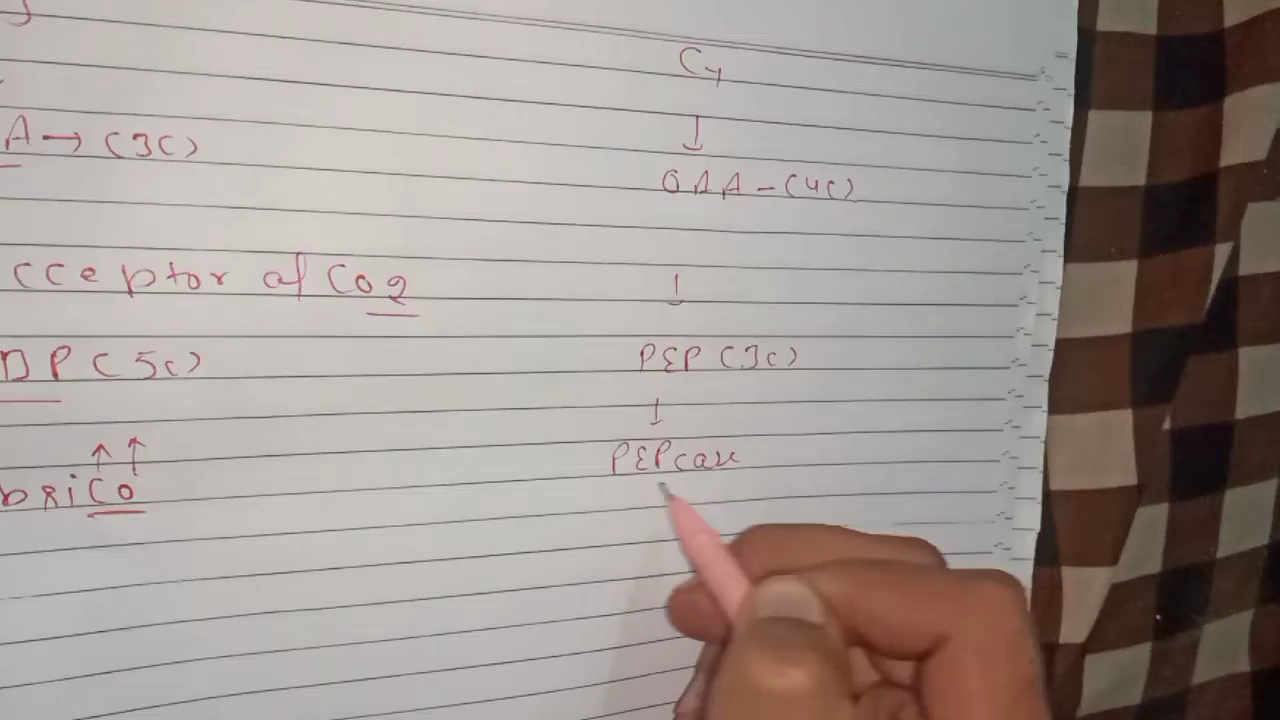 C4
A → (3C)
↓
OAA - (4C)
cceptor of Co2
↓
DP (5C)
PEP (3C)
↑ ↑
↓
briCo
PEPcase